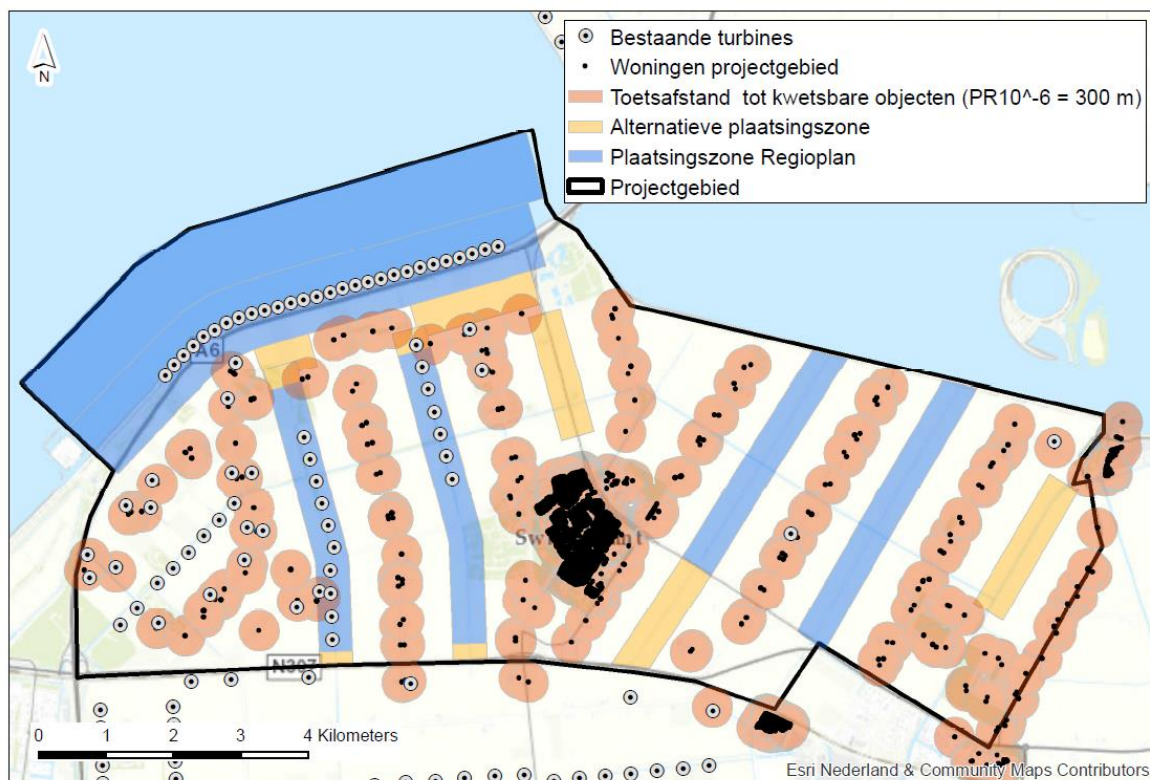 Bestaande turbines
Woningen projectgebied
Toetsafstand tot kwetsbare objecten (PR10^-6 = 300 m)
Alternatieve plaatsingszone
Plaatsingszone Regioplan
Projectgebied
N
A6
N307
0 1 2 3 4 Kilometers
Esri Nederland & Community Maps Contributors